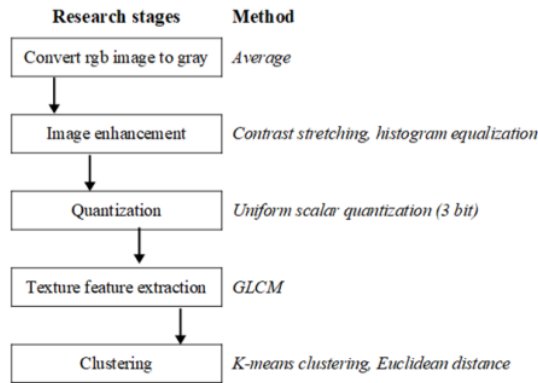 Research stages Method
Convert rgb image to gray Average
Image enhancement Contrast stretching, histogram equalization
Quantization Uniform scalar quantization (3 bit)
Texture feature extraction GLCM
Clustering K-means clustering, Euclidean distance